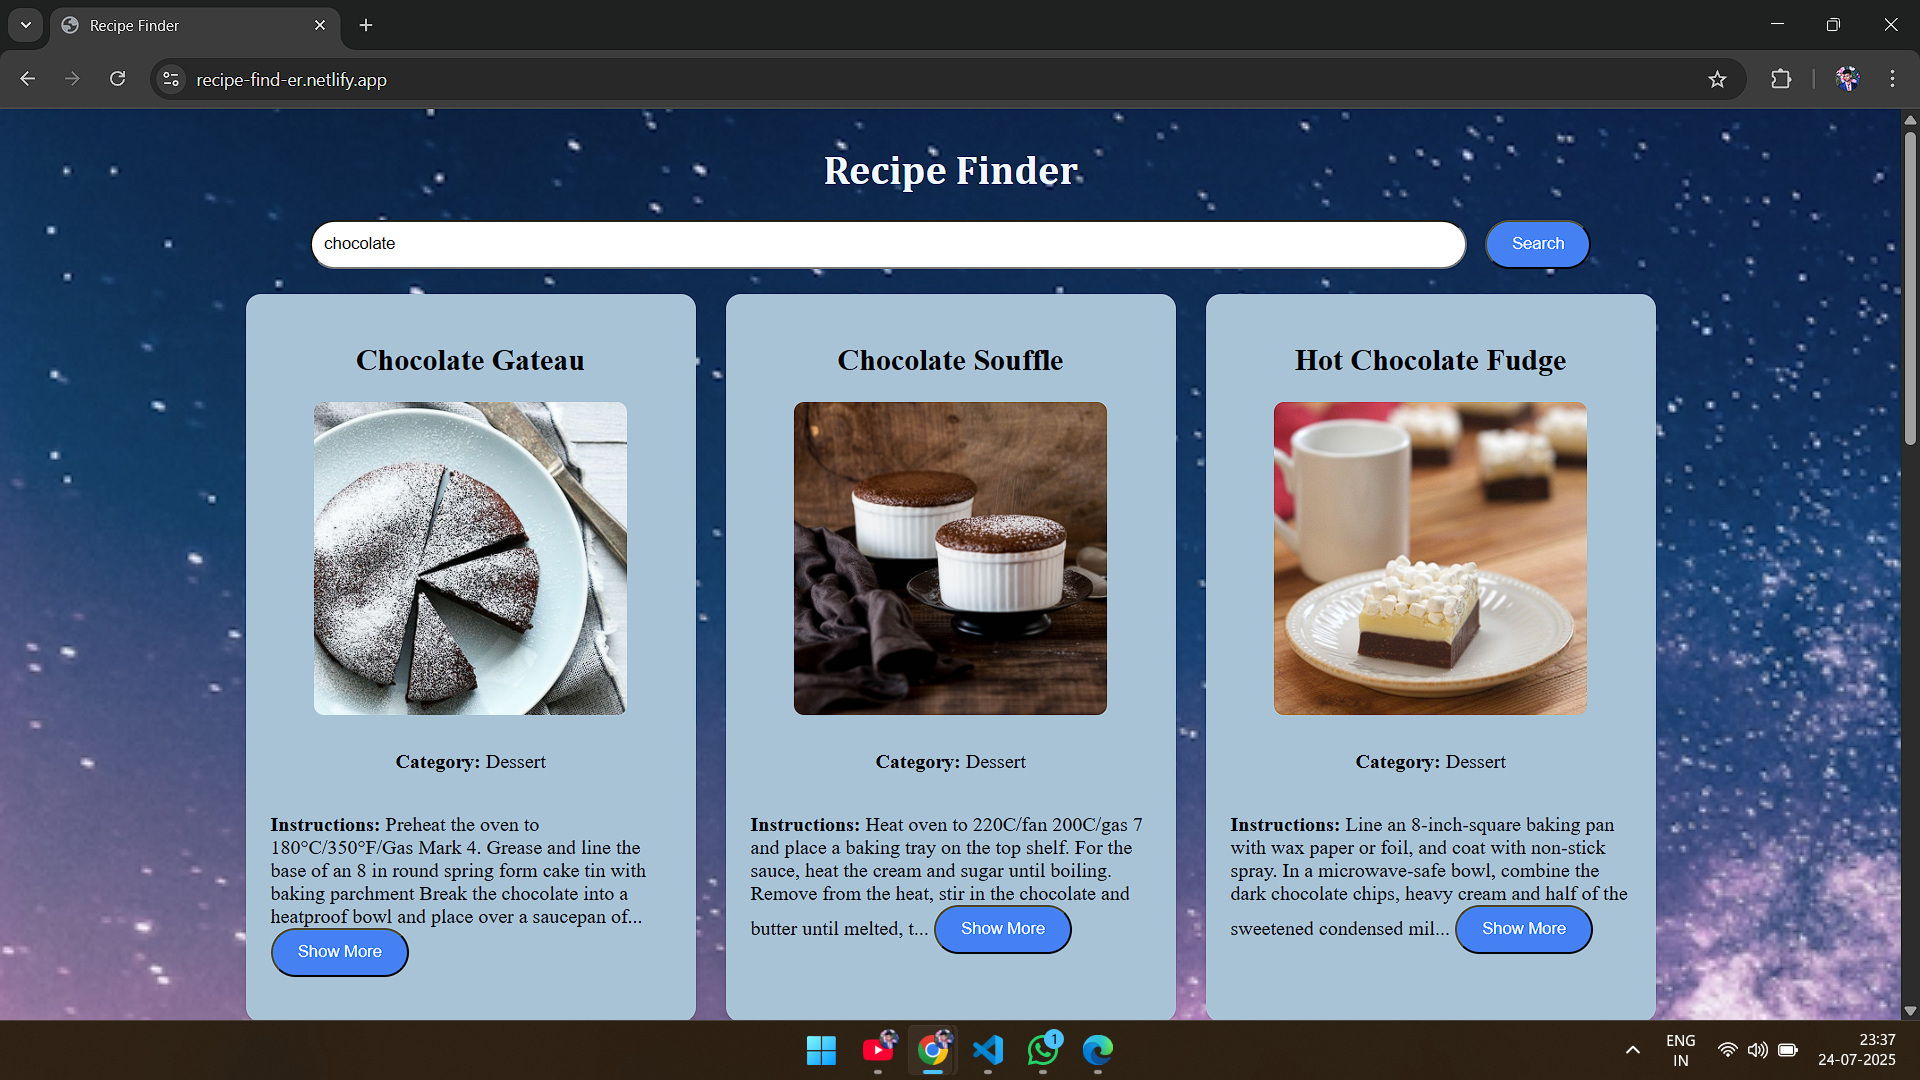 Recipe Finder
recipe-find-er.netlify.app
Recipe Finder
chocolate
Search
Chocolate Gateau
Category: Dessert
Instructions: Preheat the oven to
180°C/350°F/Gas Mark 4. Grease and line the
base of an 8 in round spring form cake tin with
baking parchment Break the chocolate into a
heatproof bowl and place over a saucepan of...
Show More
Chocolate Souffle
Category: Dessert
Instructions: Heat oven to 220C/fan 200C/gas 7
and place a baking tray on the top shelf. For the
sauce, heat the cream and sugar until boiling.
Remove from the heat, stir in the chocolate and
butter until melted, t... Show More
Hot Chocolate Fudge
Category: Dessert
Instructions: Line an 8-inch-square baking pan
with wax paper or foil, and coat with non-stick
spray. In a microwave-safe bowl, combine the
dark chocolate chips, heavy cream and half of the
sweetened condensed mil... Show More
1
ENG
IN
23:37
24-07-2025